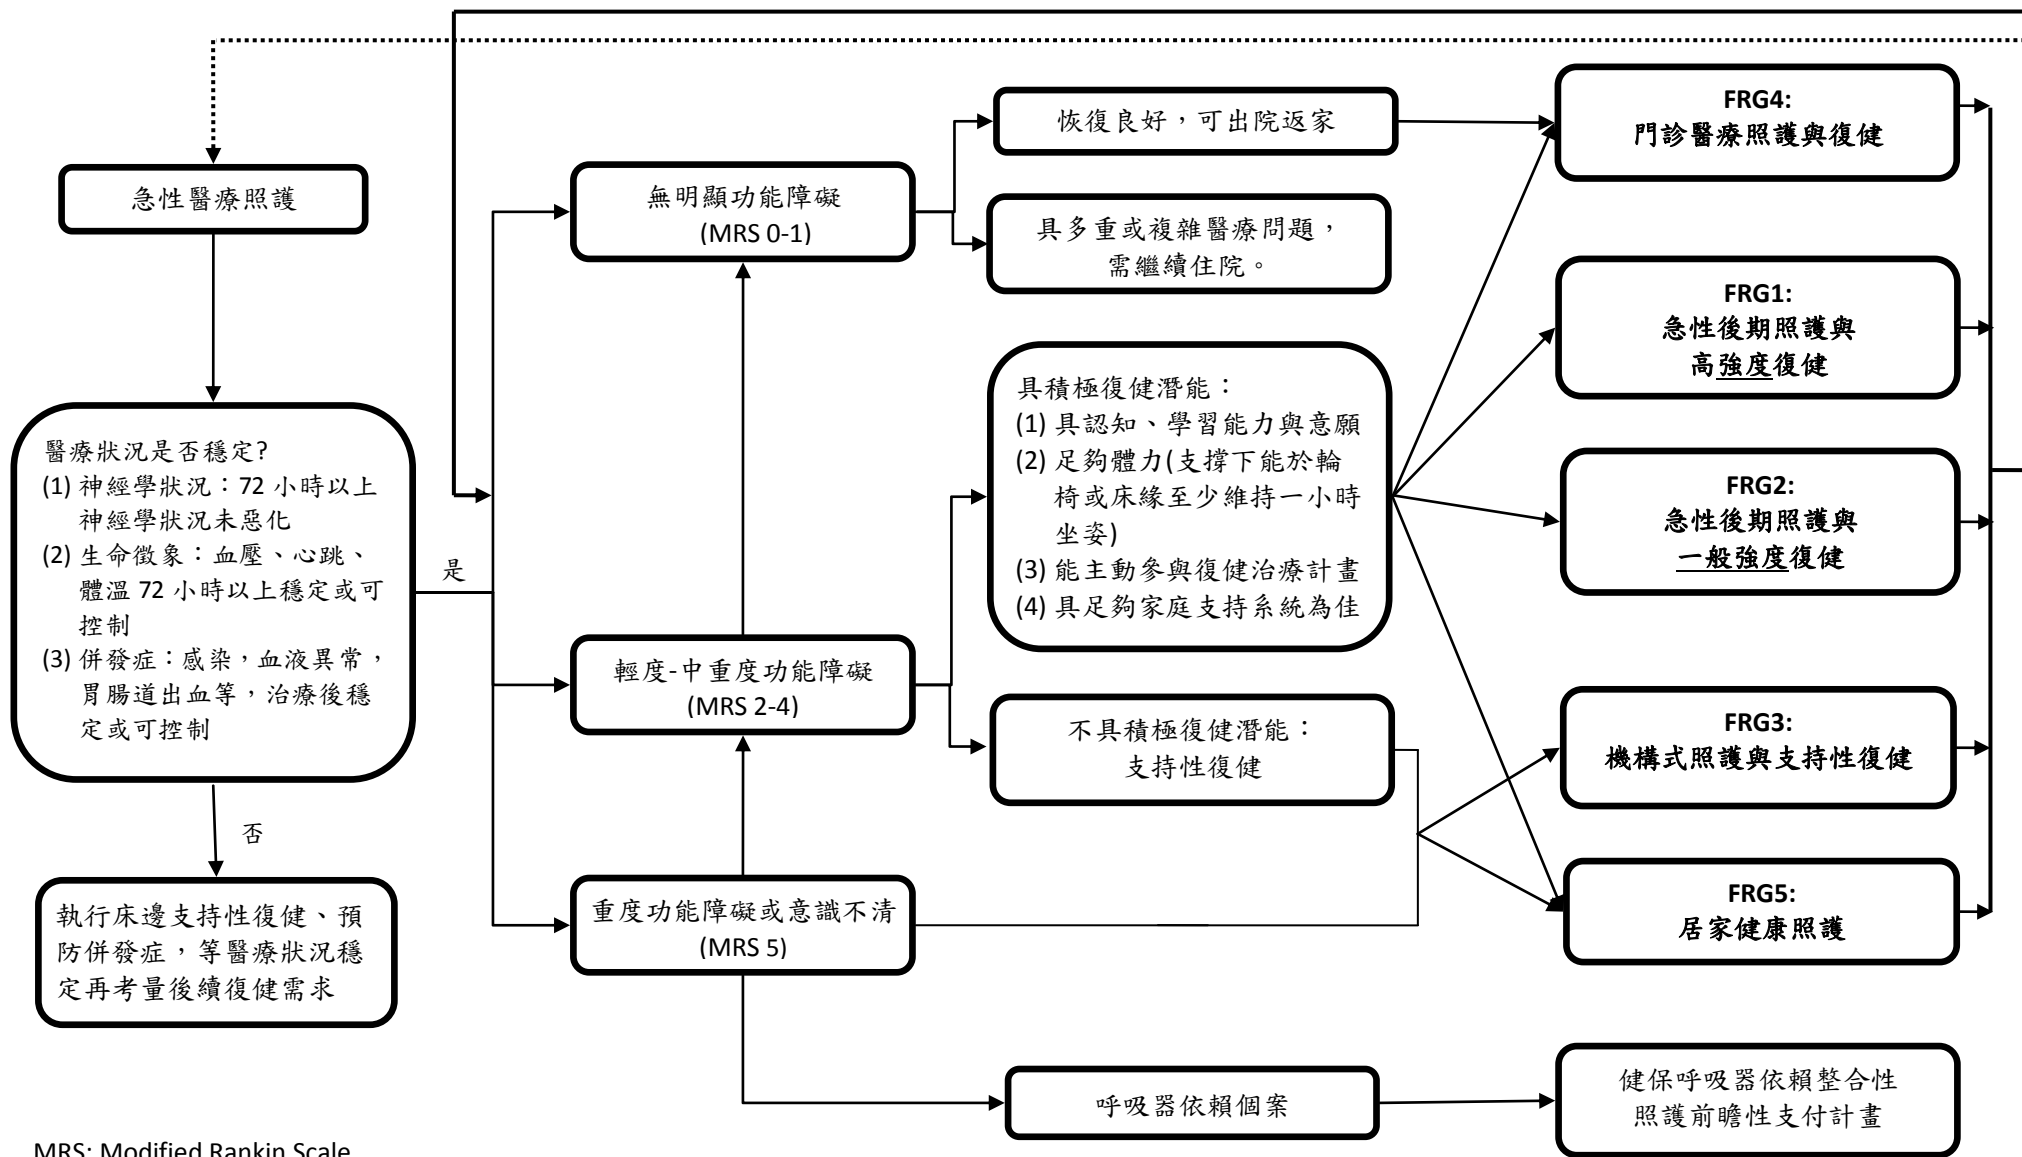 急性醫療照護
醫療狀況是否穩定?
(1) 神經學狀況：72 小時以上
神經學狀況未惡化
(2) 生命徵象：血壓、心跳、
體溫 72 小時以上穩定或可
控制
(3) 併發症：感染，血液異常，
胃腸道出血等，治療後穩
定或可控制
是
否
執行床邊支持性復健、預
防併發症，等醫療狀況穩
定再考量後續復健需求
無明顯功能障礙
(MRS 0-1)
輕度-中重度功能障礙
(MRS 2-4)
重度功能障礙或意識不清
(MRS 5)
恢復良好，可出院返家
具多重或複雜醫療問題，
需繼續住院。
具積極復健潛能：
(1) 具認知、學習能力與意願
(2) 足夠體力(支撐下能於輪
椅或床緣至少維持一小時
坐姿)
(3) 能主動參與復健治療計畫
(4) 具足夠家庭支持系統為佳
不具積極復健潛能：
支持性復健
呼吸器依賴個案
FRG4:
門診醫療照護與復健
FRG1:
急性後期照護與
高強度復健
FRG2:
急性後期照護與
一般強度復健
FRG3:
機構式照護與支持性復健
FRG5:
居家健康照護
健保呼吸器依賴整合性
照護前瞻性支付計畫
MRS: Modified Rankin Scale